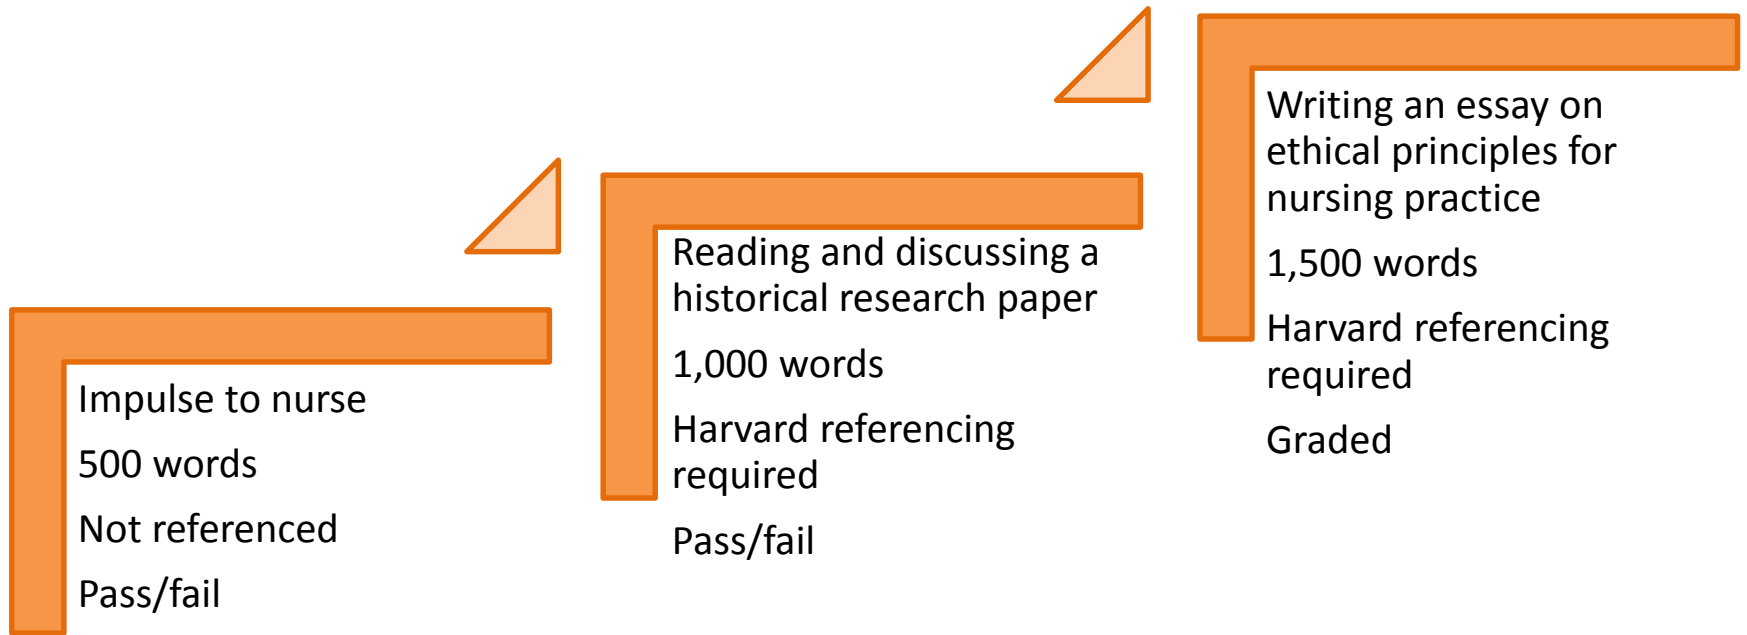 Impulse to nurse
500 words
Not referenced
Pass/fail
Reading and discussing a
historical research paper
1,000 words
Harvard referencing
required
Pass/fail
Writing an essay on
ethical principles for
nursing practice
1,500 words
Harvard referencing
required
Graded